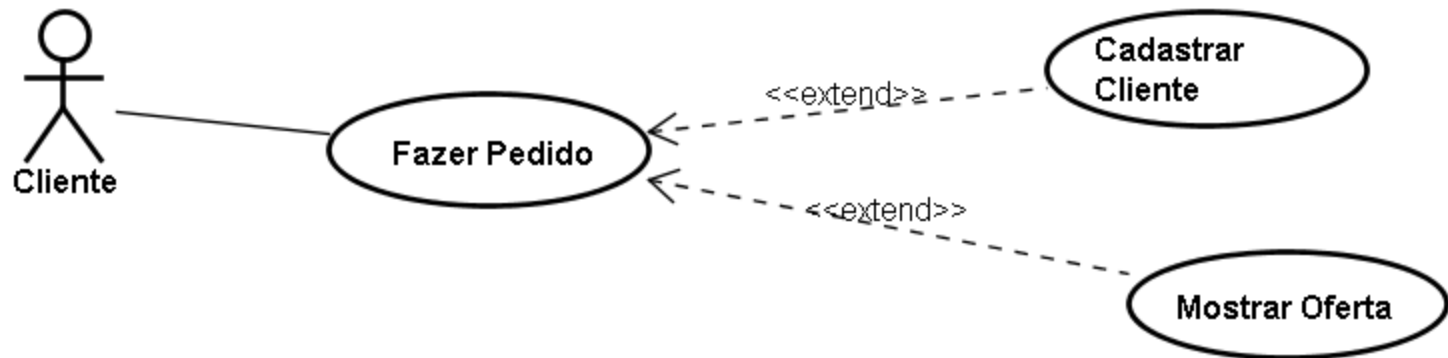 Cadastrar
Cliente
<<extend>>
Fazer Pedido
Cliente
<<extend>>
Mostrar Oferta